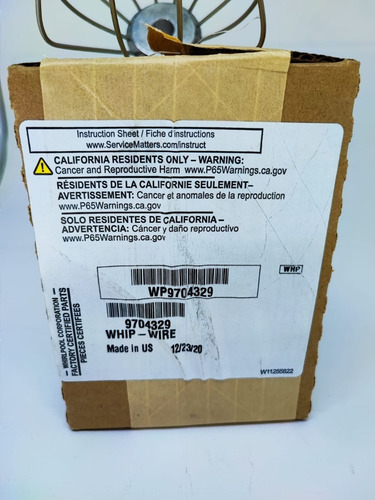 Instruction Sheet / Fiche d'instructions
www.ServiceMatters.com/instruct
CALIFORNIA RESIDENTS ONLY – WARNING:
Cancer and Reproductive Harm www.P65Warnings.ca.gov
RÉSIDENTS DE LA CALIFORNIE SEULEMENT–
AVERTISSEMENT: Cancer et anomales de la reproduction
www.P65Warnings.ca.gov
SOLO RESIDENTES DE CALIFORNIA –
ADVERTENCIA: Cáncer y daño reproductivo
www.P65Warnings.ca.gov
WHP
WP9704329
9704329
WHIP – WIRE
Made in US 12/23/20
WHIRLPOOL CORPORATION –
FACTORY CERTIFIED PARTS
PIÈCES CERTIFIÉES
W11255822